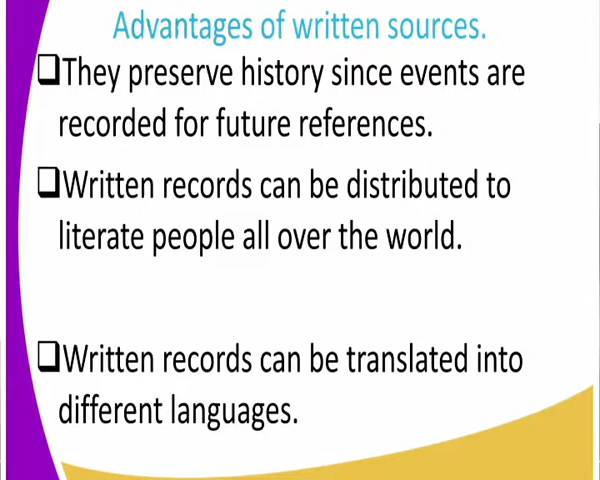 Advantages of written sources.
❑They preserve history since events are
recorded for future references.
❑Written records can be distributed to
literate people all over the world.
❑Written records can be translated into
different languages.